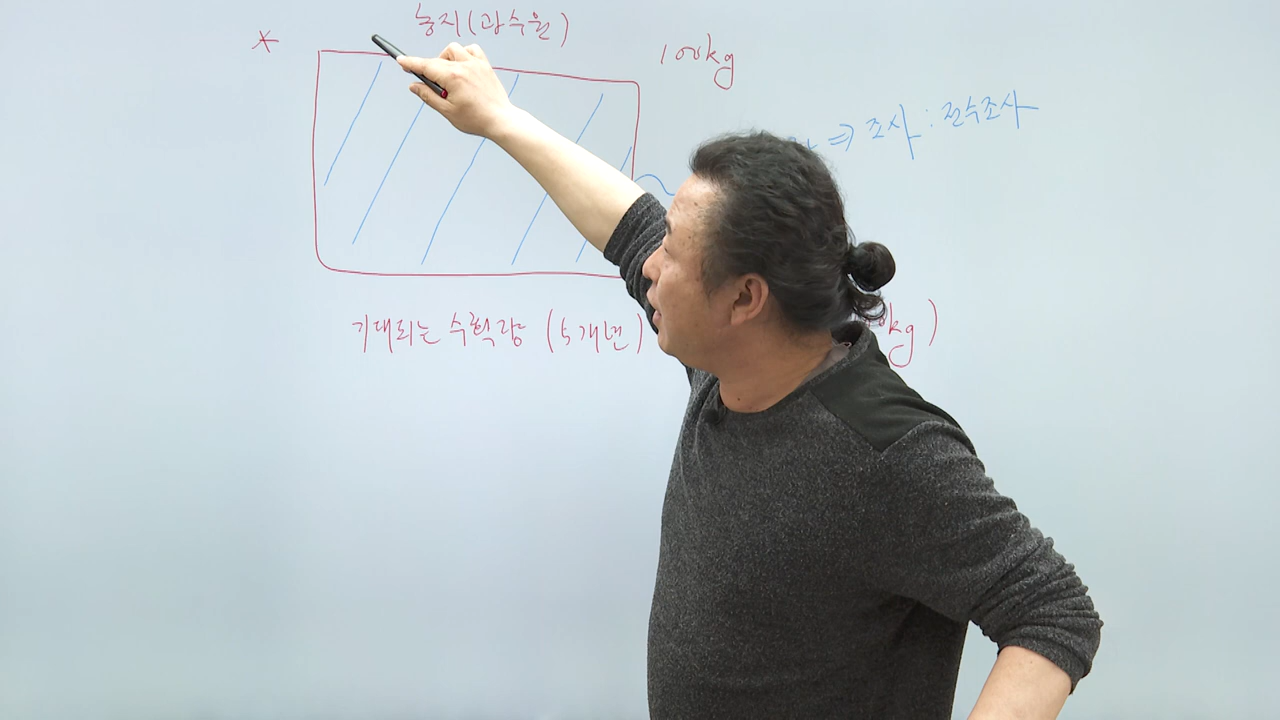 * 농지(과수원) 100kg
⇒ 조사 : 전수조사
기대되는 수확량 (5개년) kg)